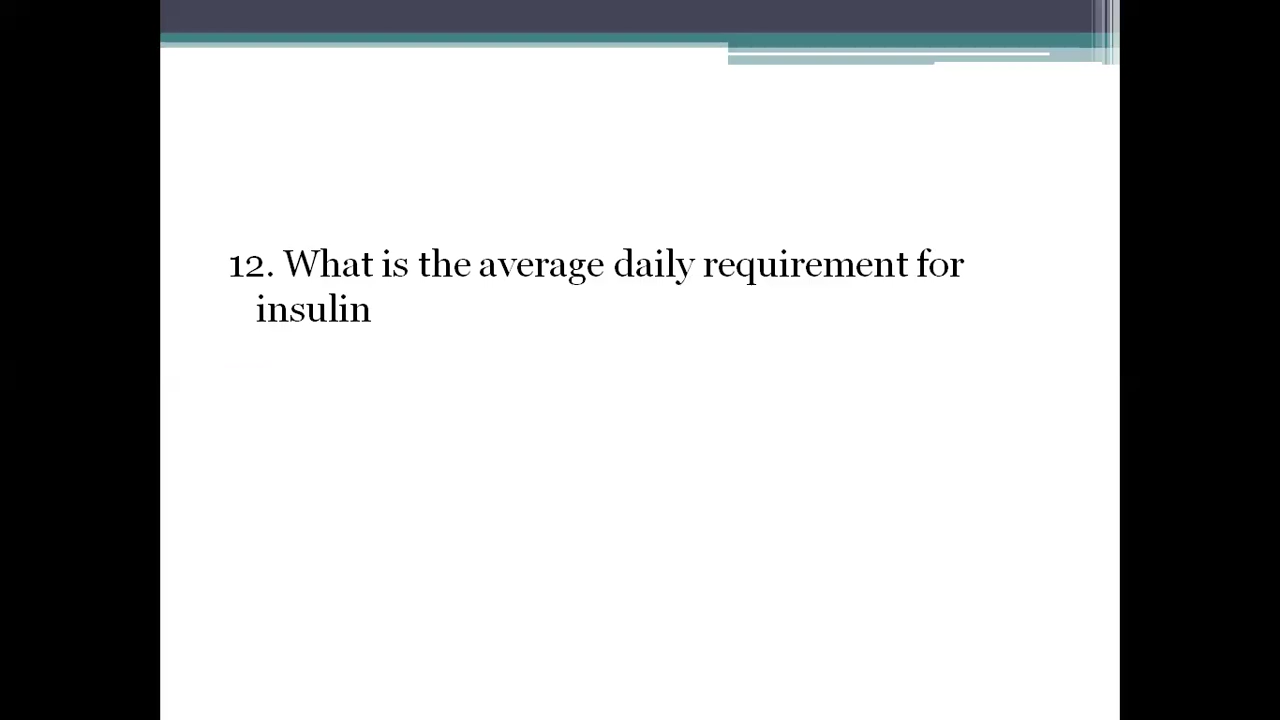 12. What is the average daily requirement for
insulin